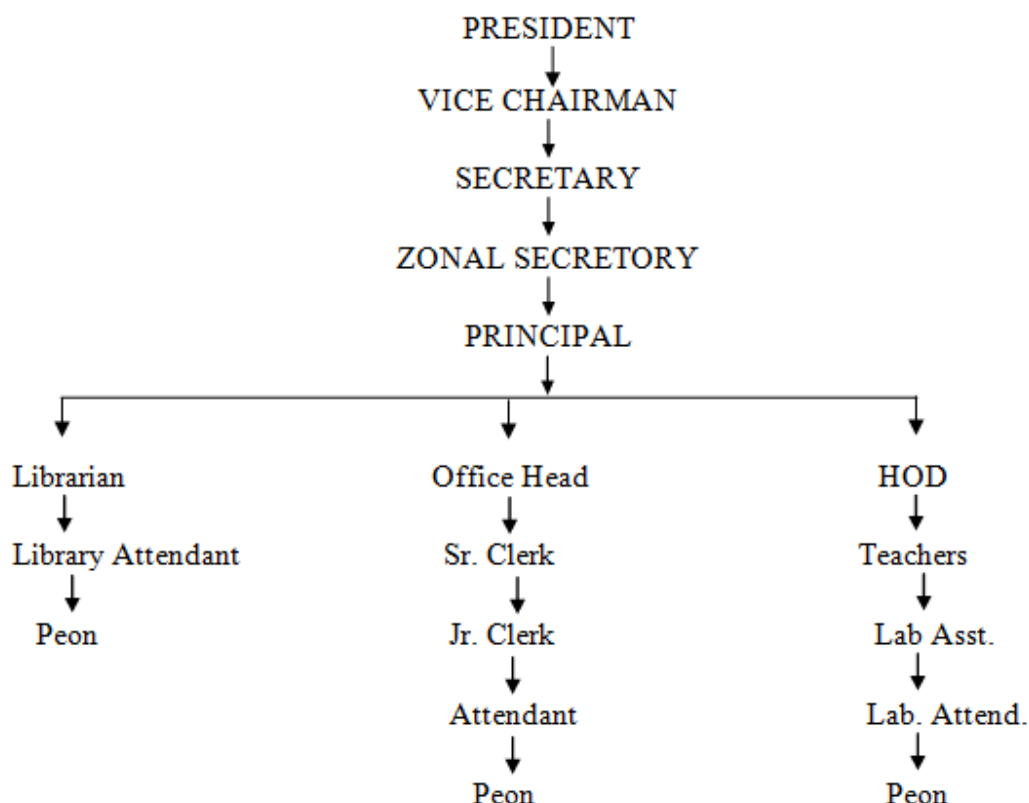 PRESIDENT
VICE CHAIRMAN
SECRETARY
ZONAL SECRETORY
PRINCIPAL
Librarian Office Head HOD
Library Attendant Sr. Clerk Teachers
Peon Jr. Clerk Lab Asst.
Attendant Lab. Attend.
Peon Peon